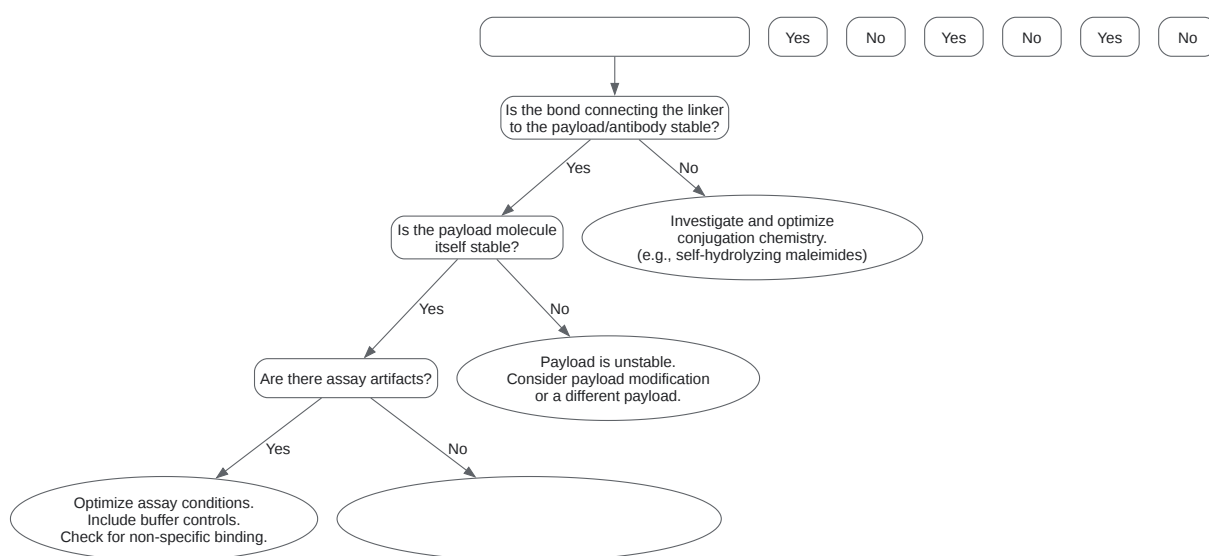 Yes
No
Yes
No
Yes
No
Is the bond connecting the linker
to the payload/antibody stable?
Yes
No
Is the payload molecule
itself stable?
Investigate and optimize
conjugation chemistry.
(e.g., self-hydrolyzing maleimides)
Yes
No
Are there assay artifacts?
Payload is unstable.
Consider payload modification
or a different payload.
Yes
No
Optimize assay conditions.
Include buffer controls.
Check for non-specific binding.